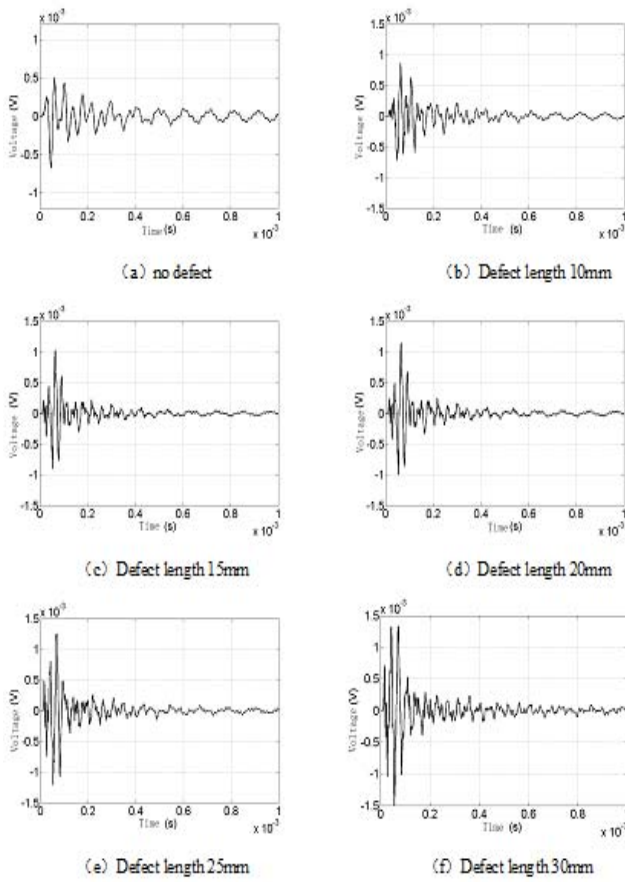 x 10⁻³
1
0.5
0
-0.5
-1
Voltage (V)
0 0.2 0.4 0.6 0.8 1
Time (s)
x 10⁻³
（a）no defect
x 10⁻³
1
0.5
0
-0.5
-1
-1.5
Voltage (V)
0 0.2 0.4 0.6 0.8 1
Time (s)
x 10⁻³
（b）Defect length 10mm
1.5 x 10⁻³
1
0.5
0
-0.5
-1
-1.5
Voltage (V)
0 0.2 0.4 0.6 0.8 1
Time (s)
x 10⁻³
（c）Defect length 15mm
1.5 x 10⁻³
1
0.5
0
-0.5
-1
-1.5
Voltage (V)
0 0.2 0.4 0.6 0.8 1
Time (s)
x 10⁻³
（d）Defect length 20mm
1.5 x 10⁻³
1
0.5
0
-0.5
-1
-1.5
Voltage (V)
0 0.2 0.4 0.6 0.8 1
Time (s)
x 10⁻³
（e）Defect length 25mm
1.5 x 10⁻³
1
0.5
0
-0.5
-1
-1.5
Voltage (V)
0 0.2 0.4 0.6 0.8 1
Time (s)
x 10⁻³
（f）Defect length 30mm